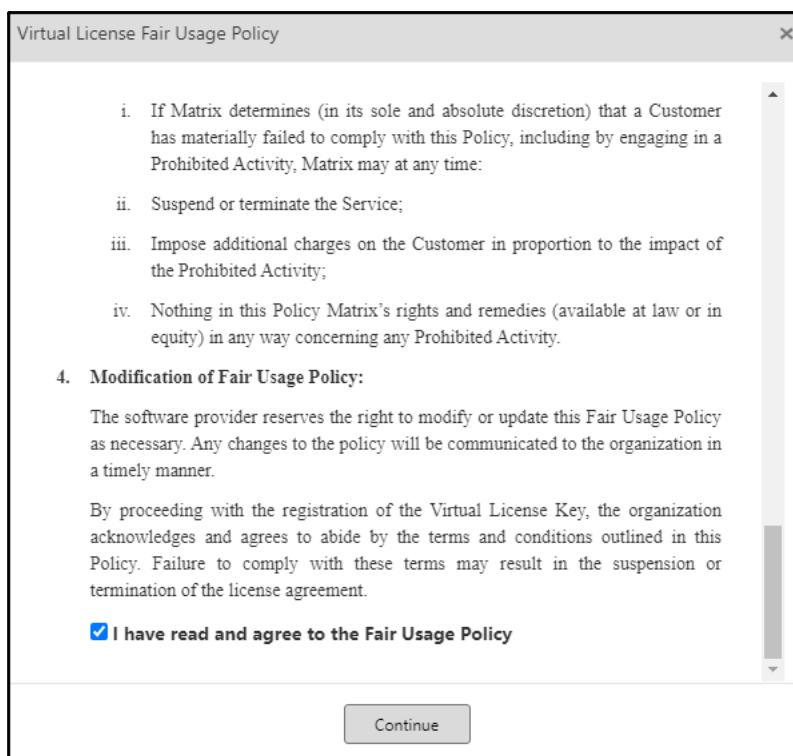 Virtual License Fair Usage Policy ×
i. If Matrix determines (in its sole and absolute discretion) that a Customer
has materially failed to comply with this Policy, including by engaging in a
Prohibited Activity, Matrix may at any time:
ii. Suspend or terminate the Service;
iii. Impose additional charges on the Customer in proportion to the impact of
the Prohibited Activity;
iv. Nothing in this Policy Matrix’s rights and remedies (available at law or in
equity) in any way concerning any Prohibited Activity.
4. Modification of Fair Usage Policy:
The software provider reserves the right to modify or update this Fair Usage Policy
as necessary. Any changes to the policy will be communicated to the organization in
a timely manner.
By proceeding with the registration of the Virtual License Key, the organization
acknowledges and agrees to abide by the terms and conditions outlined in this
Policy. Failure to comply with these terms may result in the suspension or
termination of the license agreement.
I have read and agree to the Fair Usage Policy
Continue